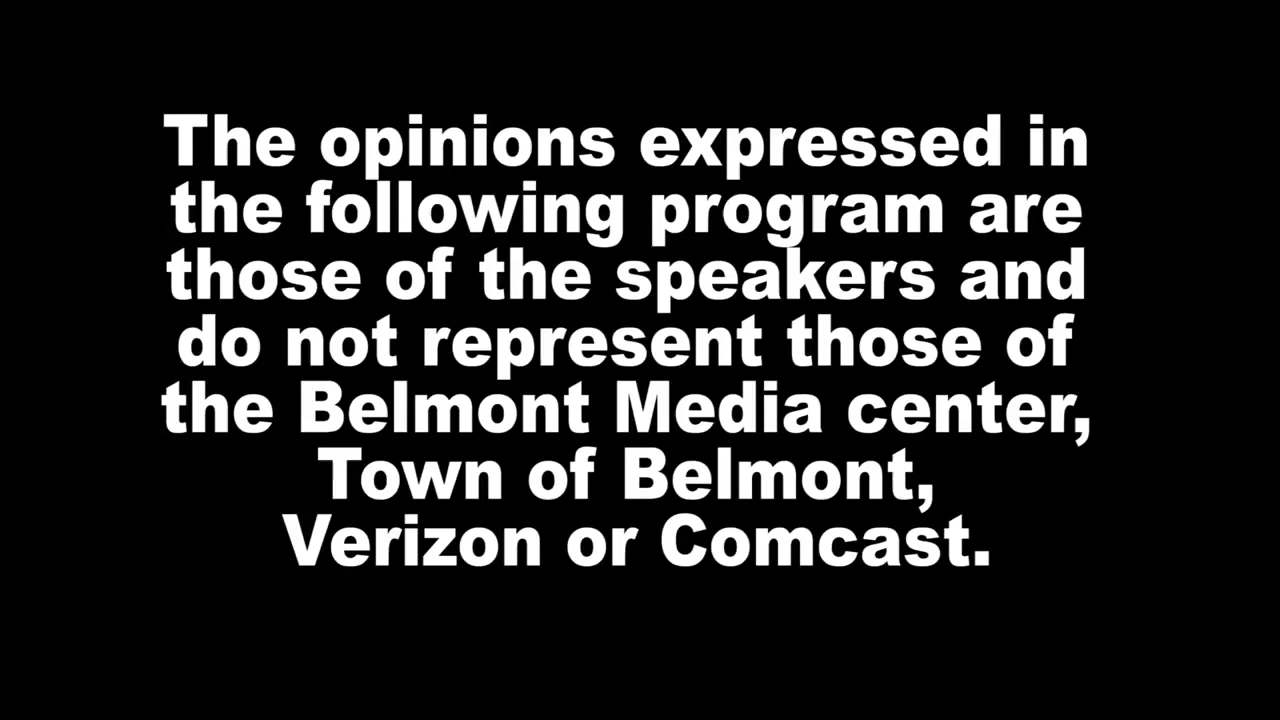 The opinions expressed in
the following program are
those of the speakers and
do not represent those of
the Belmont Media center,
Town of Belmont,
Verizon or Comcast.